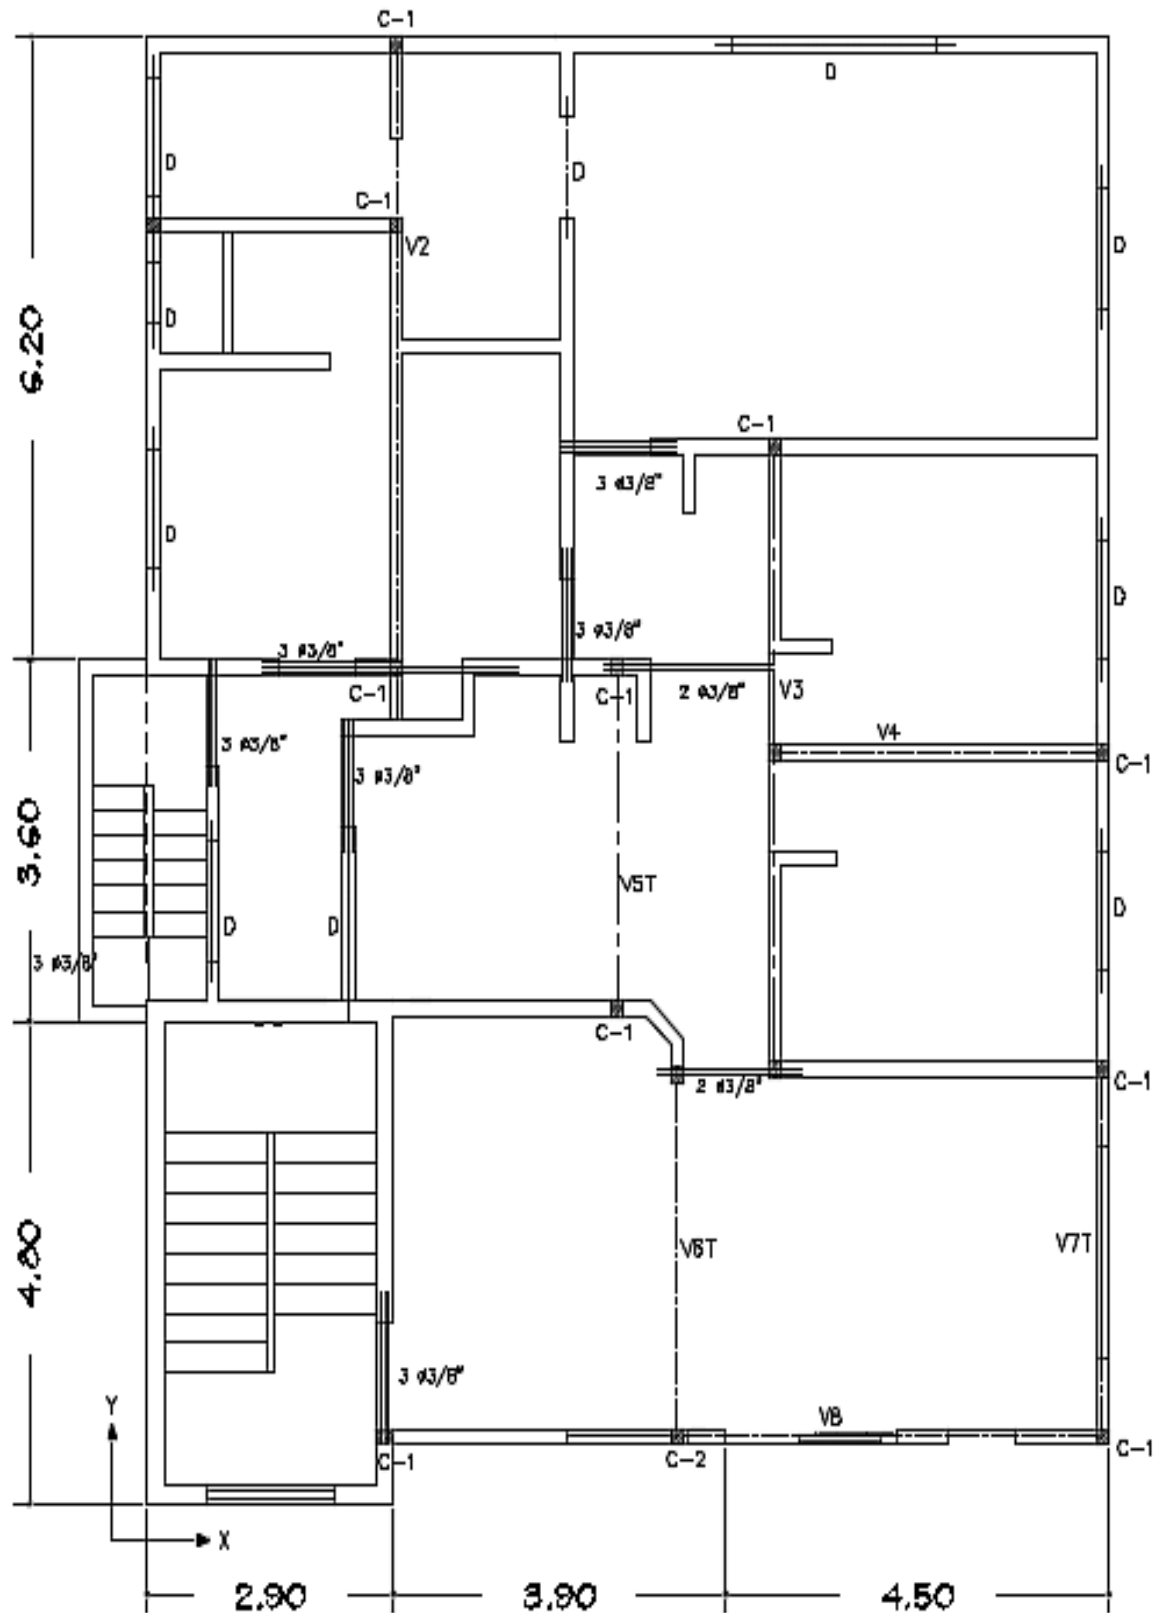 C-1
D
D
D
C-1
V2
D
D
6.20
C-1
3 ø3/8"
D
D
3 ø3/8"
3 ø3/8"
C-1
C-1
2 ø3/8"
V3
V4
3 ø3/8"
3 ø3/8"
C-1
3.60
V5T
D
D
D
3 ø3/8"
C-1
2 ø3/8"
C-1
4.80
V6T
V7T
3 ø3/8"
Y
V8
C-1
C-2
C-1
X
2.90
3.90
4.50